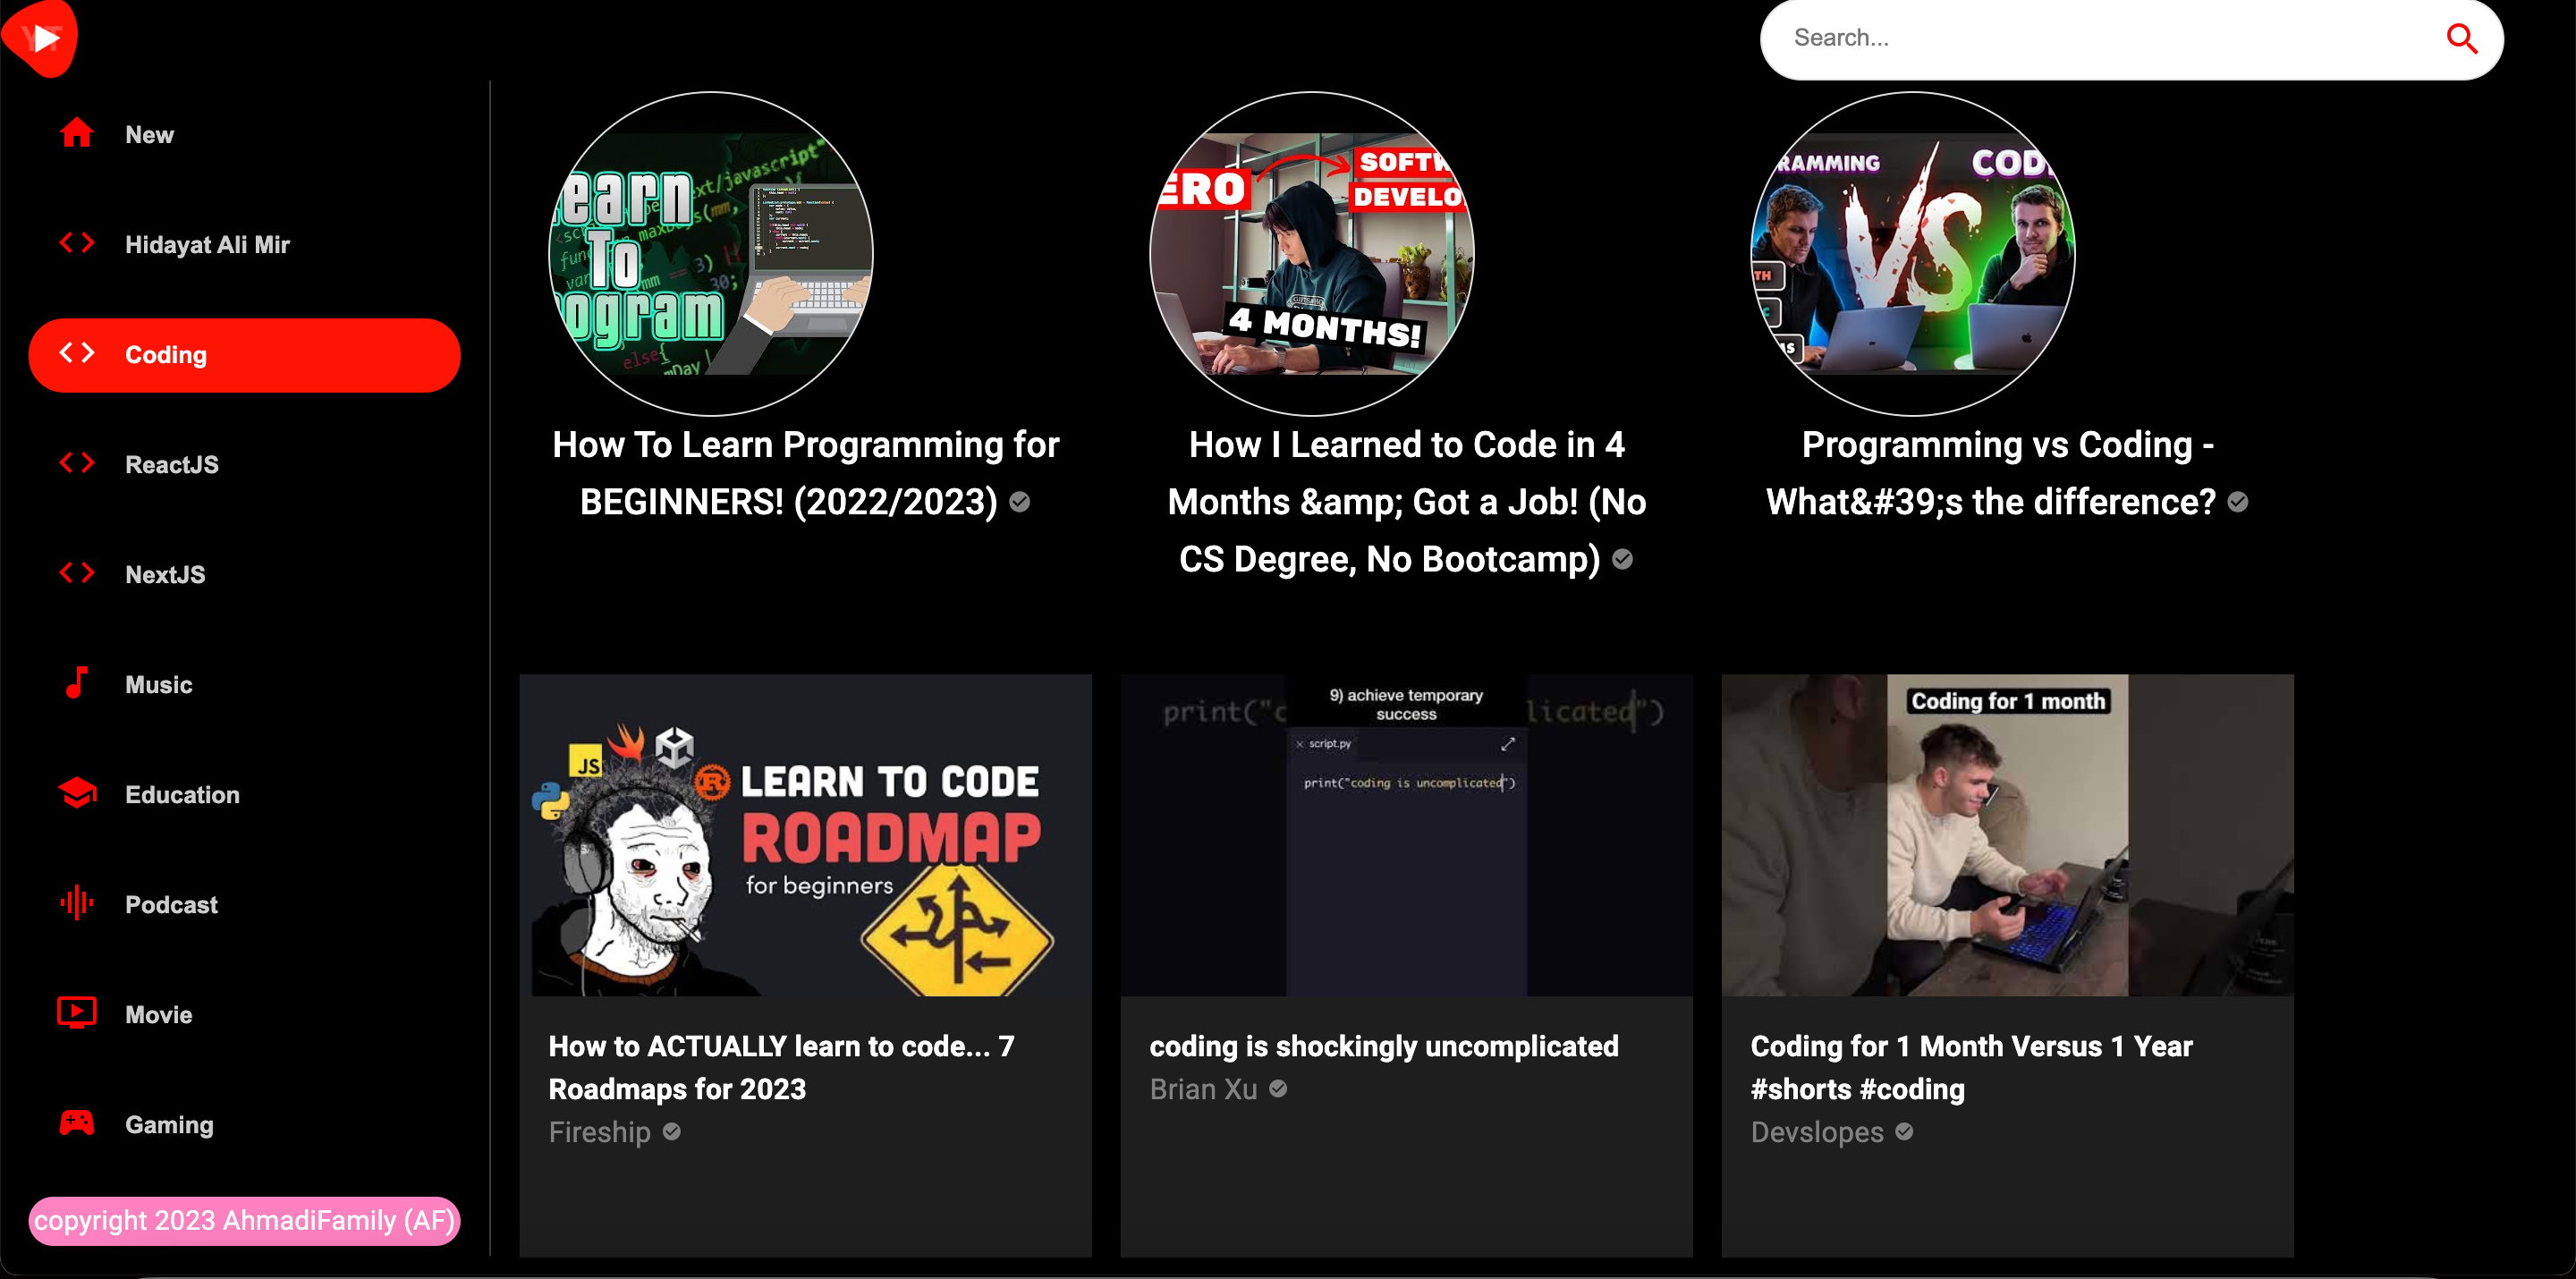 YT
Search...
New
Hidayat Ali Mir
Coding
ReactJS
NextJS
Music
Education
Podcast
Movie
Gaming
copyright 2023 AhmadiFamily (AF)
earn
To
ogram
How To Learn Programming for
BEGINNERS! (2022/2023)
ERO
SOFTW
DEVELO
4 MONTHS!
How I Learned to Code in 4
Months &amp; Got a Job! (No
CS Degree, No Bootcamp)
RAMMING
COD
VS
Programming vs Coding -
What&#39;s the difference?
JS
R
LEARN TO CODE
ROADMAP
for beginners
How to ACTUALLY learn to code... 7
Roadmaps for 2023
Fireship
9) achieve temporary
success
print("c
licated")
script.py
print("coding is uncomplicated")
coding is shockingly uncomplicated
Brian Xu
Coding for 1 month
Coding for 1 Month Versus 1 Year
#shorts #coding
Devslopes